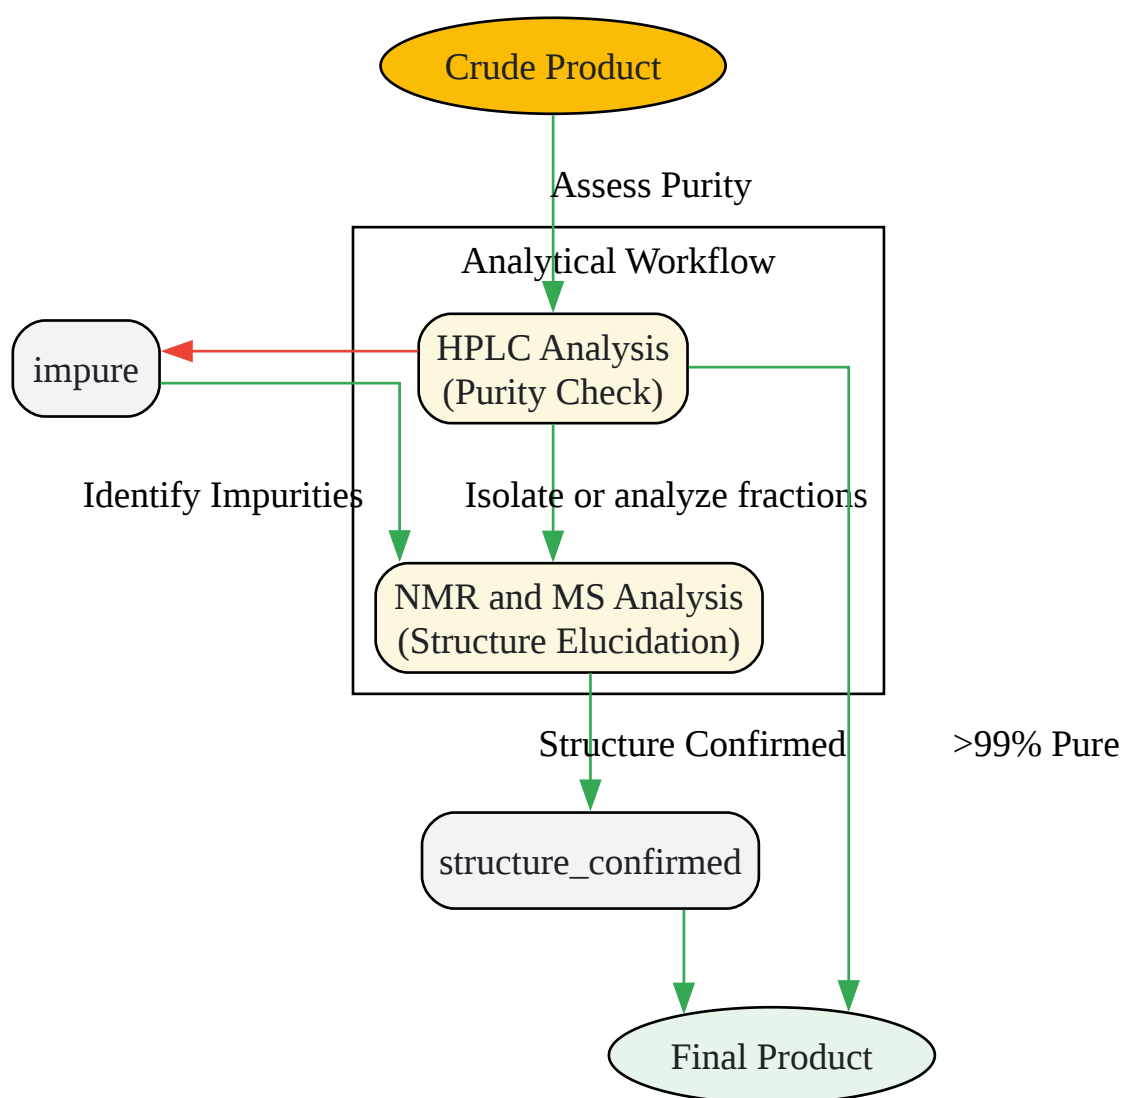 Crude Product
Assess Purity
Analytical Workflow
HPLC Analysis
(Purity Check)
impure
Identify Impurities
Isolate or analyze fractions
NMR and MS Analysis
(Structure Elucidation)
Structure Confirmed
>99% Pure
structure_confirmed
Final Product